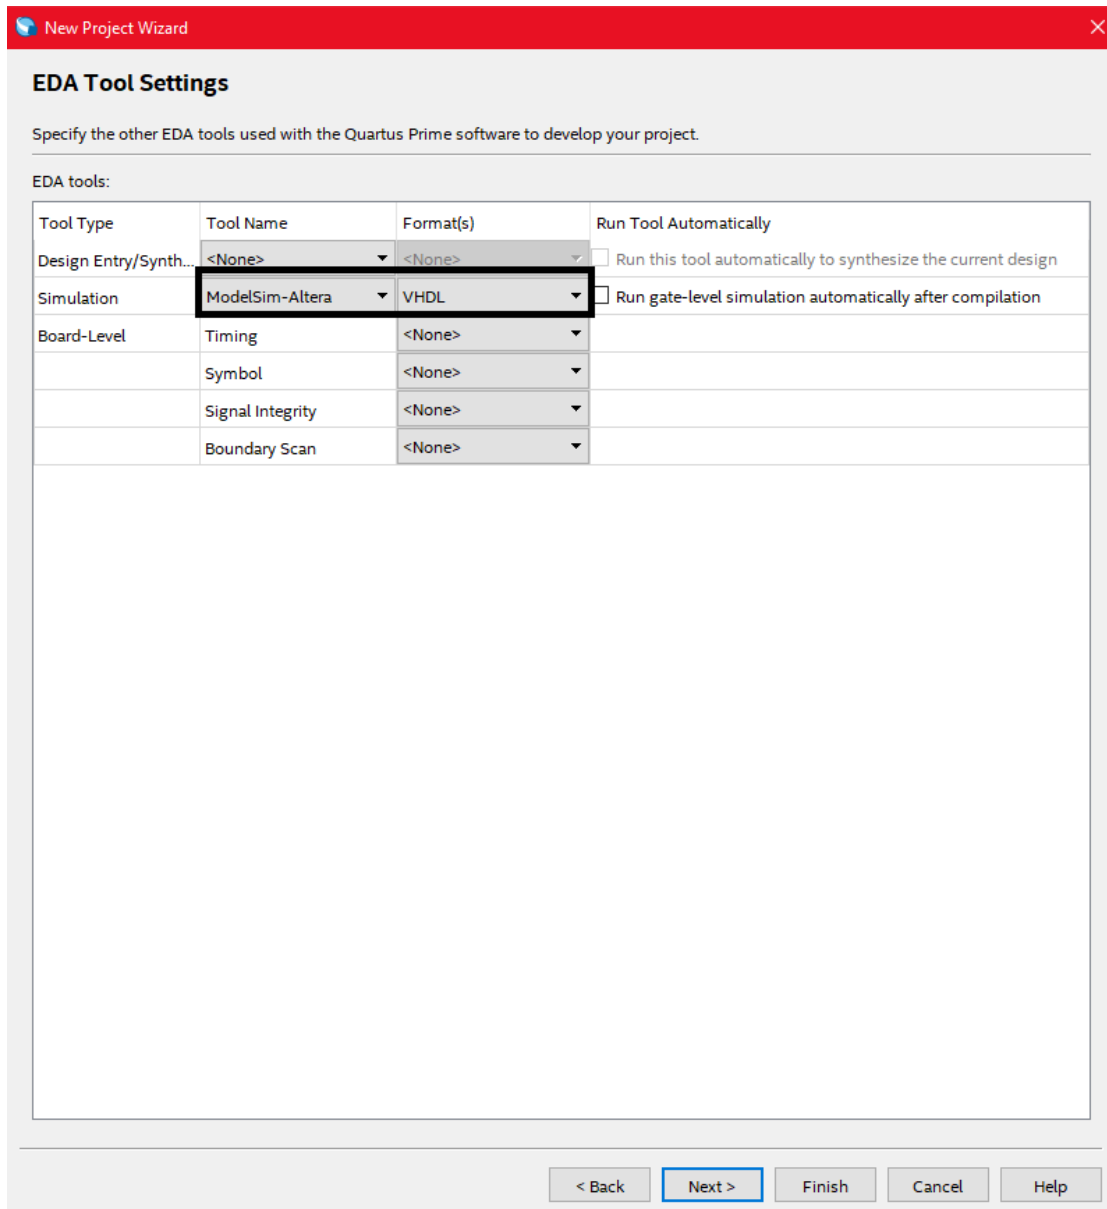 New Project Wizard
EDA Tool Settings
Specify the other EDA tools used with the Quartus Prime software to develop your project.
EDA tools:
Tool Type Tool Name Format(s) Run Tool Automatically
Design Entry/Synth... <None> <None> Run this tool automatically to synthesize the current design
Simulation ModelSim-Altera VHDL Run gate-level simulation automatically after compilation
Board-Level Timing <None>
Symbol <None>
Signal Integrity <None>
Boundary Scan <None>
< Back Next > Finish Cancel Help